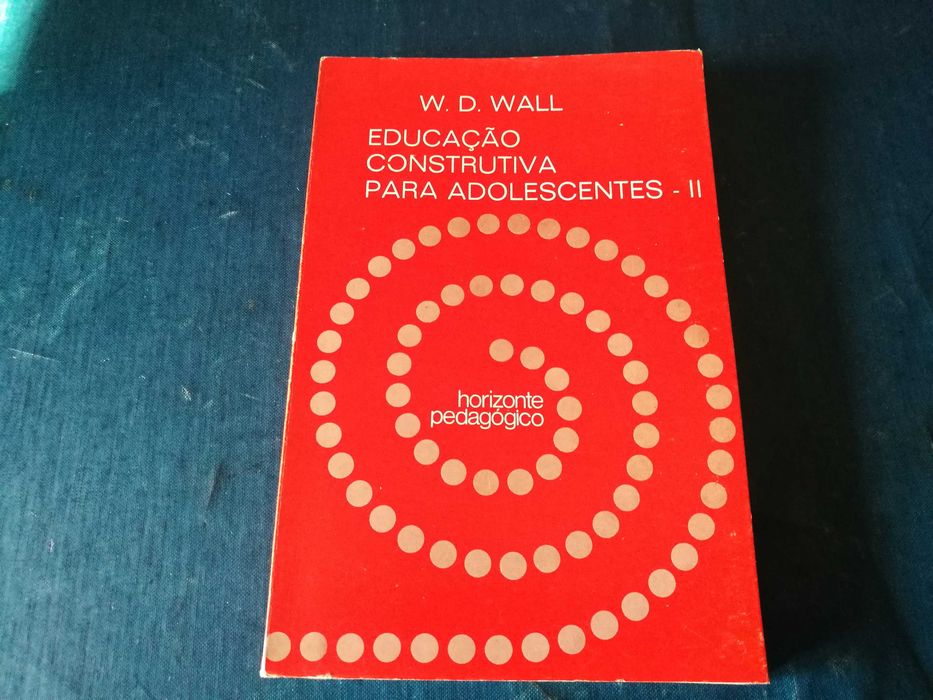 W. D. WALL
EDUCAÇÃO
CONSTRUTIVA
PARA ADOLESCENTES - II
horizonte
pedagógico